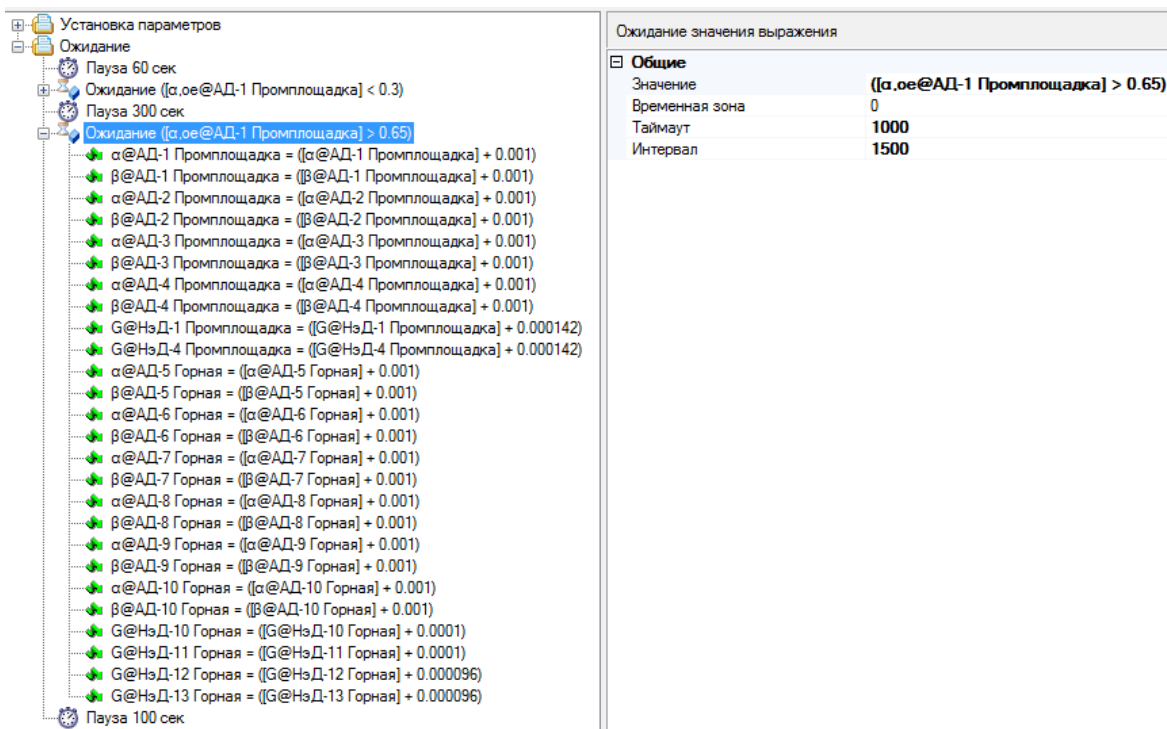 Установка параметров
Ожидание
Пауза 60 сек
Ожидание ([α,ое@АД-1 Промплощадка] < 0.3)
Пауза 300 сек
Ожидание ([α,ое@АД-1 Промплощадка] > 0.65)
α@АД-1 Промплощадка = ([α@АД-1 Промплощадка] + 0.001)
β@АД-1 Промплощадка = ([β@АД-1 Промплощадка] + 0.001)
α@АД-2 Промплощадка = ([α@АД-2 Промплощадка] + 0.001)
β@АД-2 Промплощадка = ([β@АД-2 Промплощадка] + 0.001)
α@АД-3 Промплощадка = ([α@АД-3 Промплощадка] + 0.001)
β@АД-3 Промплощадка = ([β@АД-3 Промплощадка] + 0.001)
α@АД-4 Промплощадка = ([α@АД-4 Промплощадка] + 0.001)
β@АД-4 Промплощадка = ([β@АД-4 Промплощадка] + 0.001)
G@НэД-1 Промплощадка = ([G@НэД-1 Промплощадка] + 0.000142)
G@НэД-4 Промплощадка = ([G@НэД-4 Промплощадка] + 0.000142)
α@АД-5 Горная = ([α@АД-5 Горная] + 0.001)
β@АД-5 Горная = ([β@АД-5 Горная] + 0.001)
α@АД-6 Горная = ([α@АД-6 Горная] + 0.001)
β@АД-6 Горная = ([β@АД-6 Горная] + 0.001)
α@АД-7 Горная = ([α@АД-7 Горная] + 0.001)
β@АД-7 Горная = ([β@АД-7 Горная] + 0.001)
α@АД-8 Горная = ([α@АД-8 Горная] + 0.001)
β@АД-8 Горная = ([β@АД-8 Горная] + 0.001)
α@АД-9 Горная = ([α@АД-9 Горная] + 0.001)
β@АД-9 Горная = ([β@АД-9 Горная] + 0.001)
α@АД-10 Горная = ([α@АД-10 Горная] + 0.001)
β@АД-10 Горная = ([β@АД-10 Горная] + 0.001)
G@НэД-10 Горная = ([G@НэД-10 Горная] + 0.0001)
G@НэД-11 Горная = ([G@НэД-11 Горная] + 0.0001)
G@НэД-12 Горная = ([G@НэД-12 Горная] + 0.000096)
G@НэД-13 Горная = ([G@НэД-13 Горная] + 0.000096)
Пауза 100 сек
Ожидание значения выражения
Общие
Значение ([α,ое@АД-1 Промплощадка] > 0.65)
Временная зона 0
Таймаут 1000
Интервал 1500